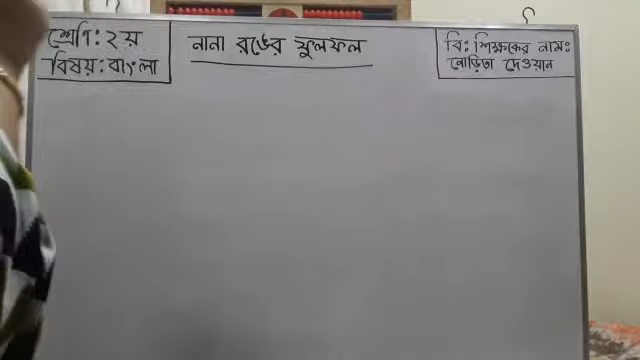 শ্রেণি: ২য়
বিষয়: বাংলা
নানা রঙের ফুলফল
বি: শিক্ষকের নাম:
দেওয়ান